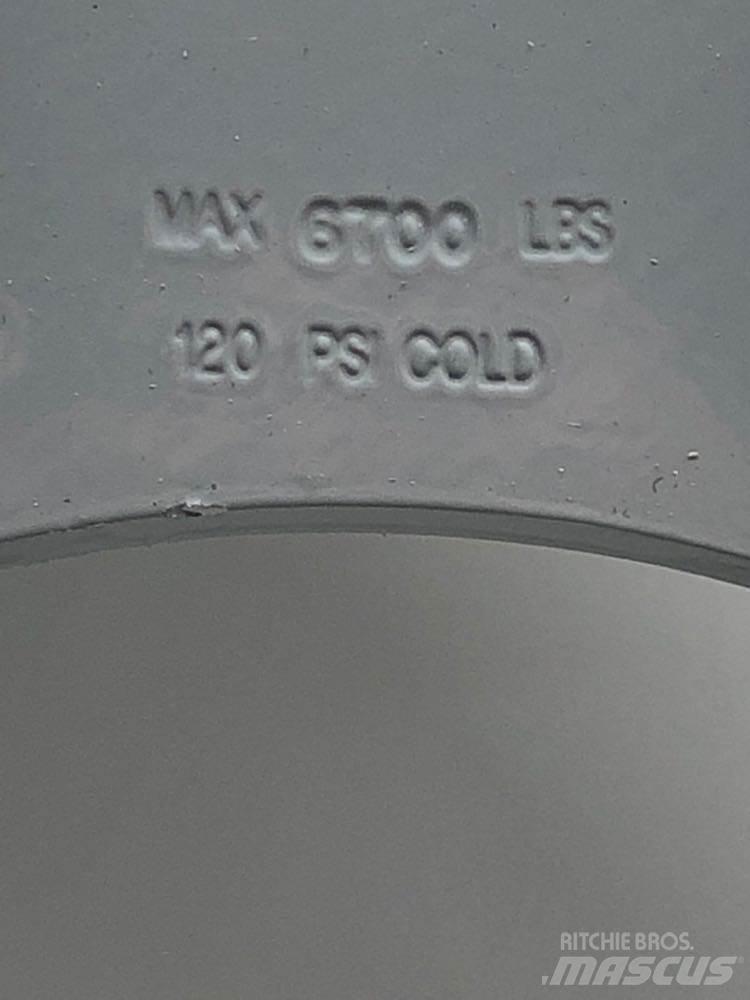 MAX 6700 LBS
120 PSI COLD
RITCHIE BROS.
.MASCUS